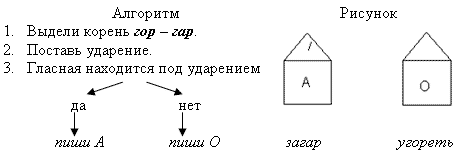 Алгоритм Рисунок
1. Выдели корень гор – гар.
2. Поставь ударение.
3. Гласная находится под ударением
да нет
пиши А пиши О загар угореть
А О